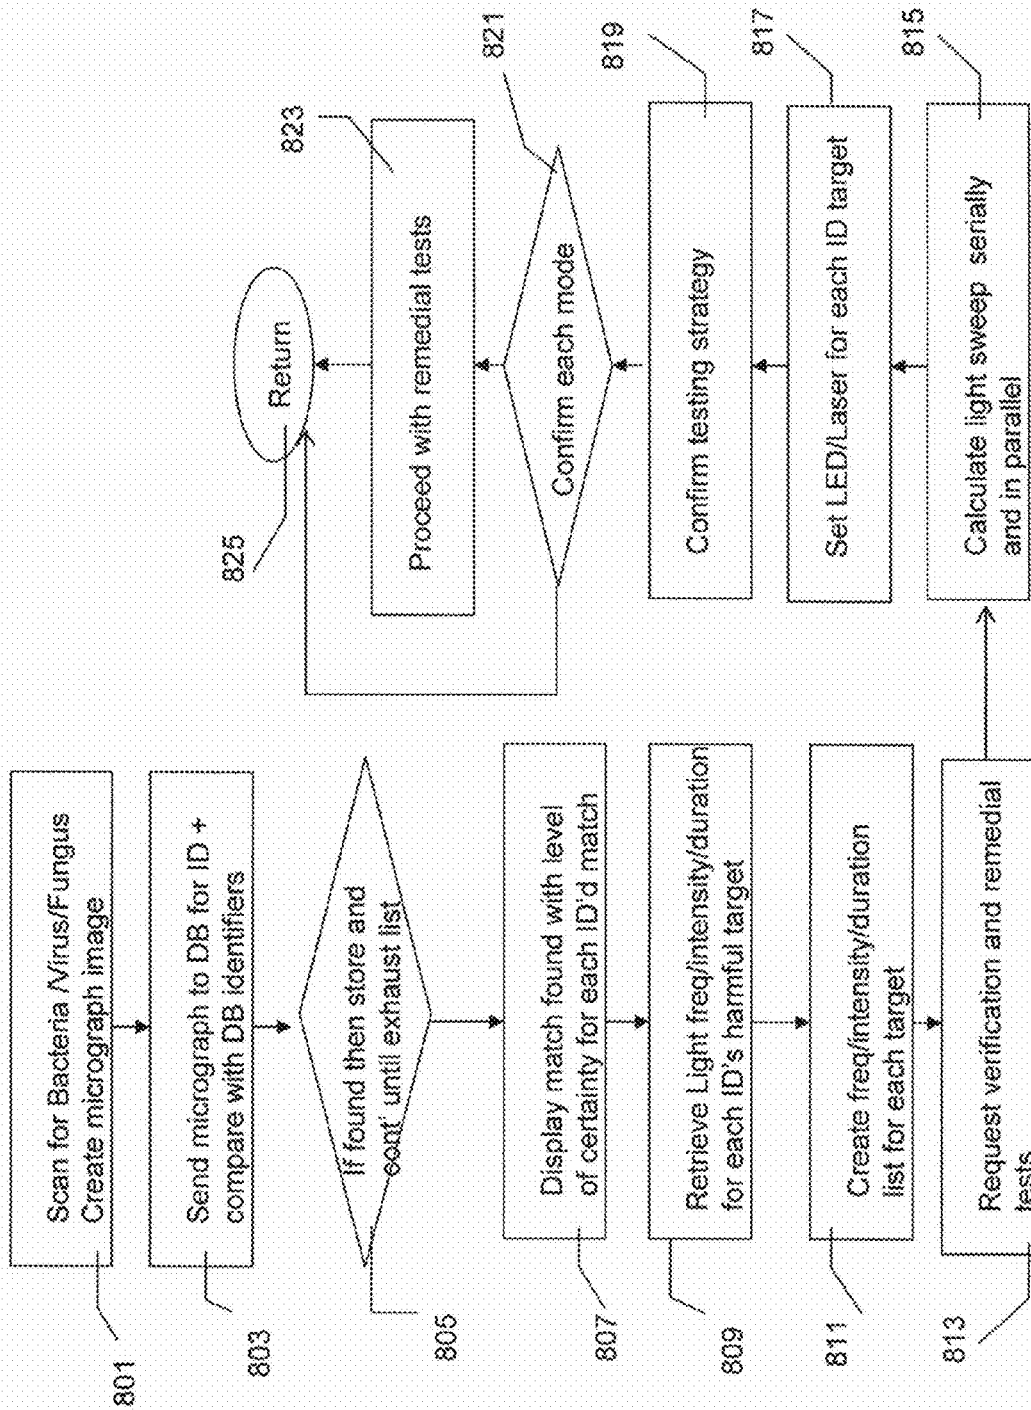 801
Scan for Bacteria /Virus/Fungus
Create micrograph image
803
Send micrograph to DB for ID +
compare with DB identifiers
805
If found then store and
cont' until exhaust list
807
Display match found with level
of certainty for each ID'd match
809
Retrieve Light freq/intensity/duration
for each ID's harmful target
811
Create freq/intensity/duration
list for each target
813
Request verification and remedial
tests
815
Calculate light sweep serially
and in parallel
817
Set LED/Laser for each ID target
819
Confirm testing strategy
821
Confirm each mode
823
Proceed with remedial tests
825
Return